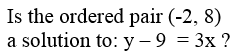 Is the ordered pair (-2, 8)
a solution to: y – 9 = 3x ?